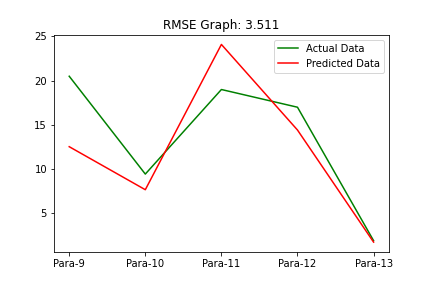 RMSE Graph: 3.511
Actual Data
Predicted Data
25
20
15
10
5
Para-9 Para-10 Para-11 Para-12 Para-13